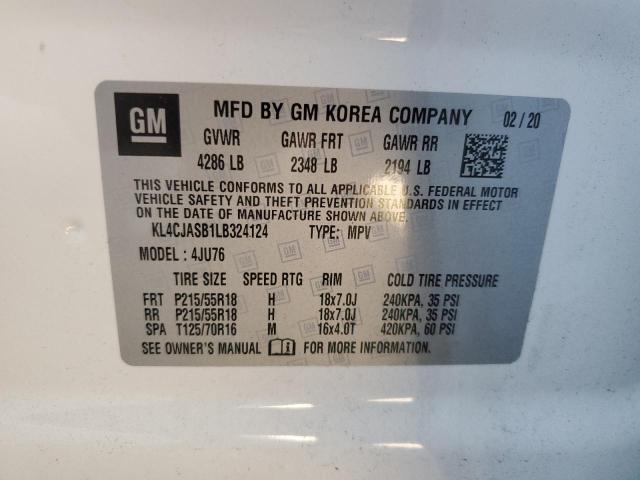 GM MFD BY GM KOREA COMPANY 02/20
GVWR GAWR FRT GAWR RR
4286 LB 2348 LB 2194 LB
THIS VEHICLE CONFORMS TO ALL APPLICABLE U.S. FEDERAL MOTOR
VEHICLE SAFETY AND THEFT PREVENTION STANDARDS IN EFFECT
ON THE DATE OF MANUFACTURE SHOWN ABOVE.
KL4CJASB1LB324124 TYPE: MPV
MODEL : 4JU76
TIRE SIZE SPEED RTG RIM COLD TIRE PRESSURE
FRT P215/55R18 H 18x7.0J 240KPA, 35 PSI
RR P215/55R18 H 18x7.0J 240KPA, 35 PSI
SPA T125/70R16 M 16x4.0T 420KPA, 60 PSI
SEE OWNER'S MANUAL FOR MORE INFORMATION.